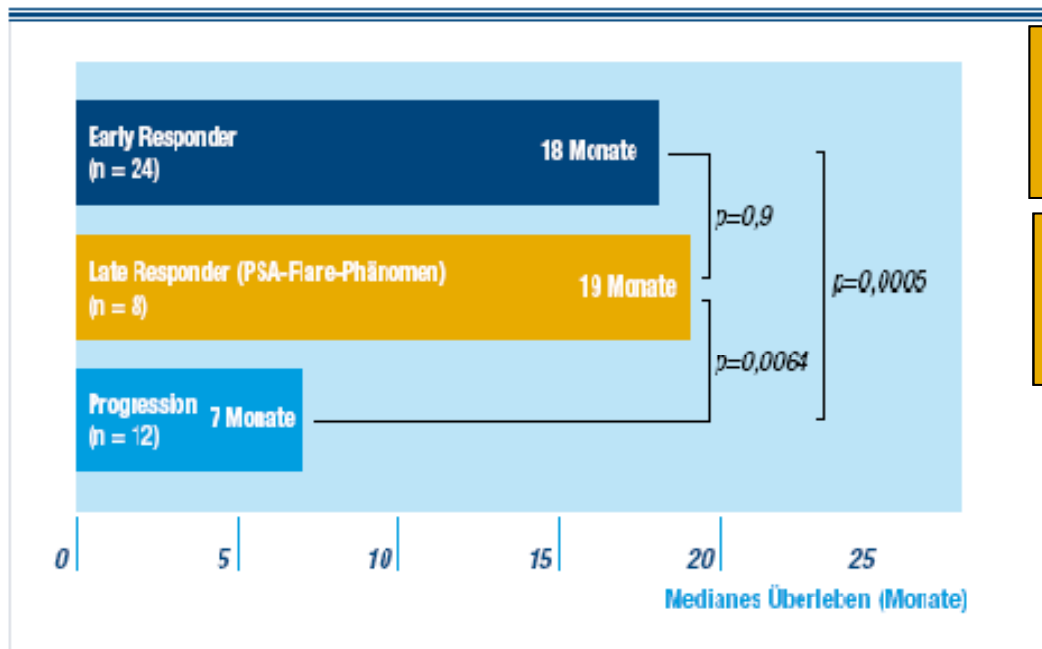 Early Responder
(n = 24)
18 Monate
p=0,9
Late Responder (PSA-Flare-Phänomen)
(n = 8)
19 Monate
p=0,0005
p=0,0064
Progression
(n = 12)
7 Monate
0 5 10 15 20 25
Medianes Überleben (Monate)